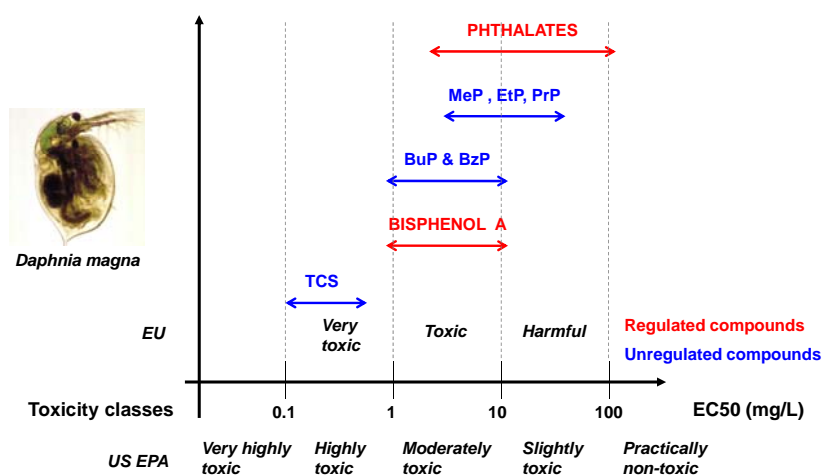 PHTHALATES
MeP , EtP, PrP
BuP & BzP
BISPHENOL A
Daphnia magna
TCS
EU
Very
toxic
Toxic
Harmful
Regulated compounds
Unregulated compounds
Toxicity classes
0.1
1
10
100
EC50 (mg/L)
US EPA
Very highly
toxic
Highly
toxic
Moderately
toxic
Slightly
toxic
Practically
non-toxic